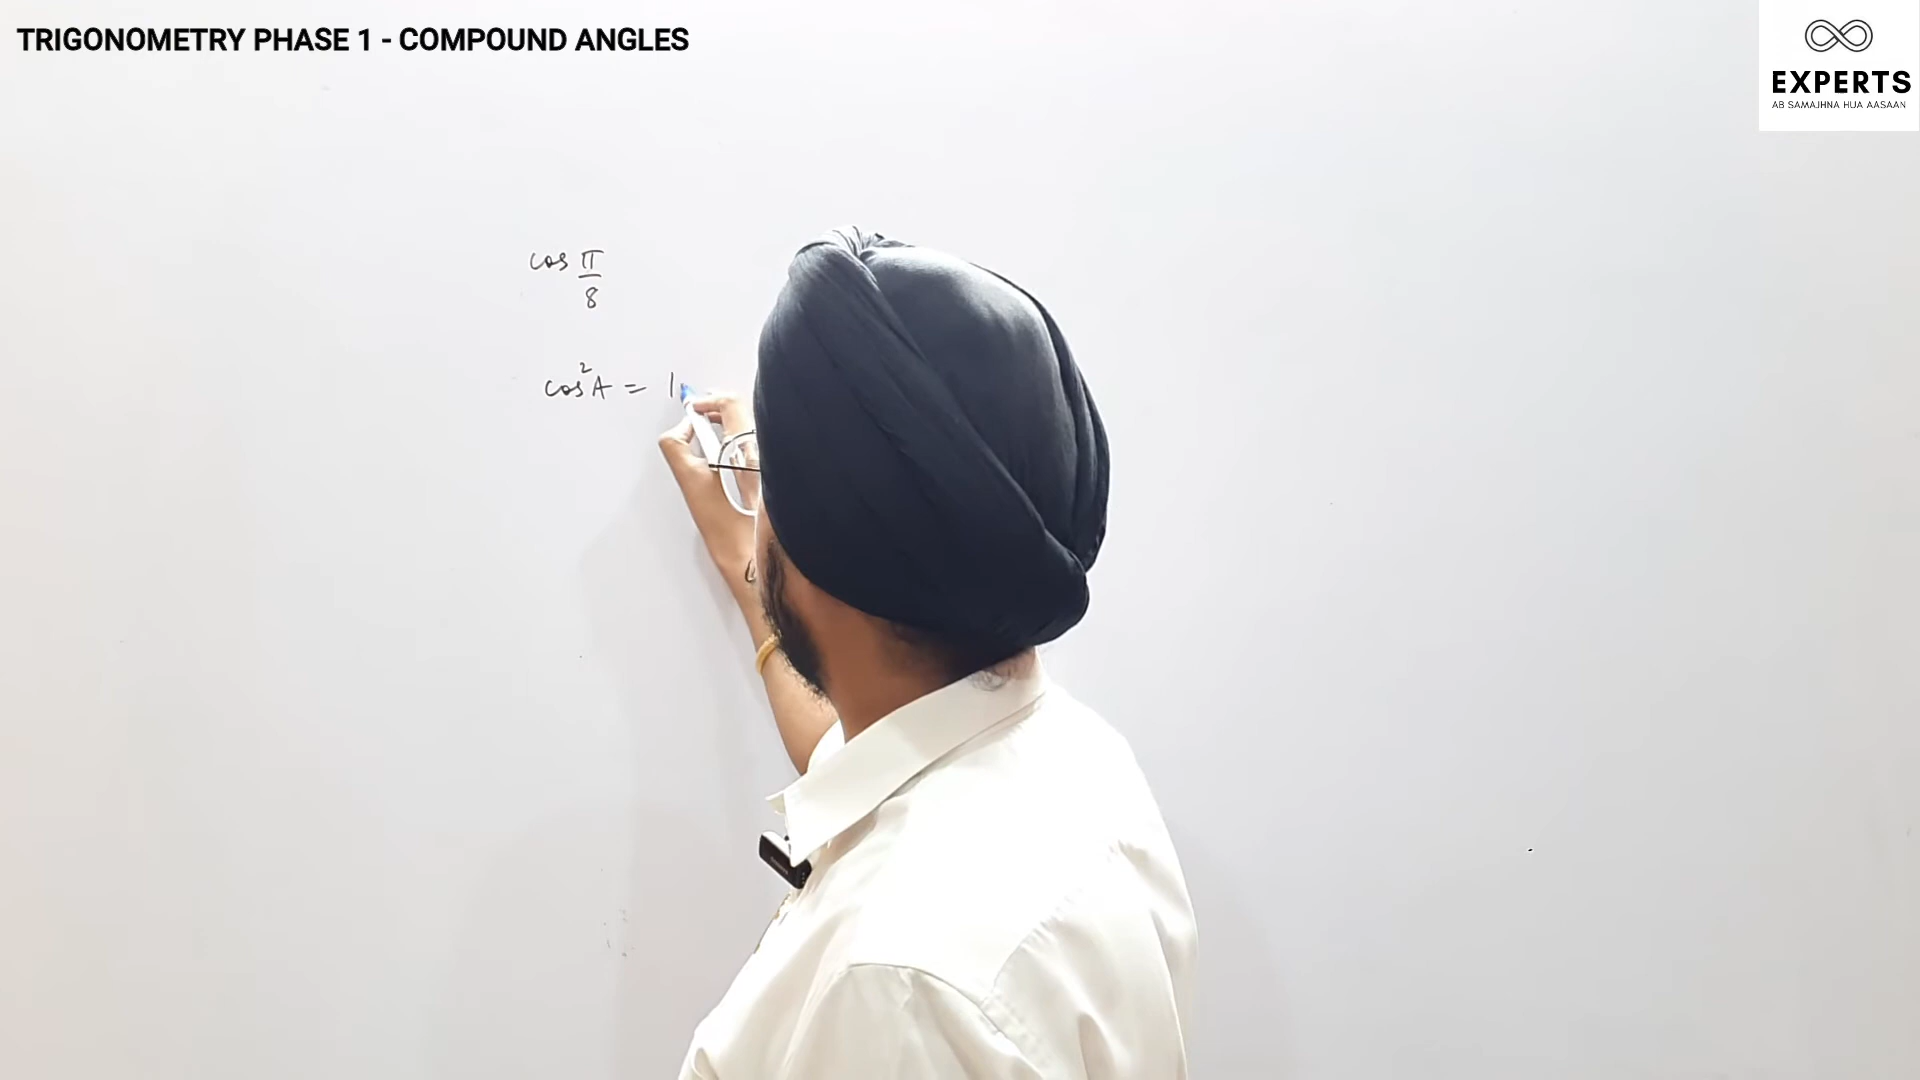 TRIGONOMETRY PHASE 1 - COMPOUND ANGLES
EXPERTS
AB SAMAJHNA HUA AASAAN
cos π/8
cos²A = 1